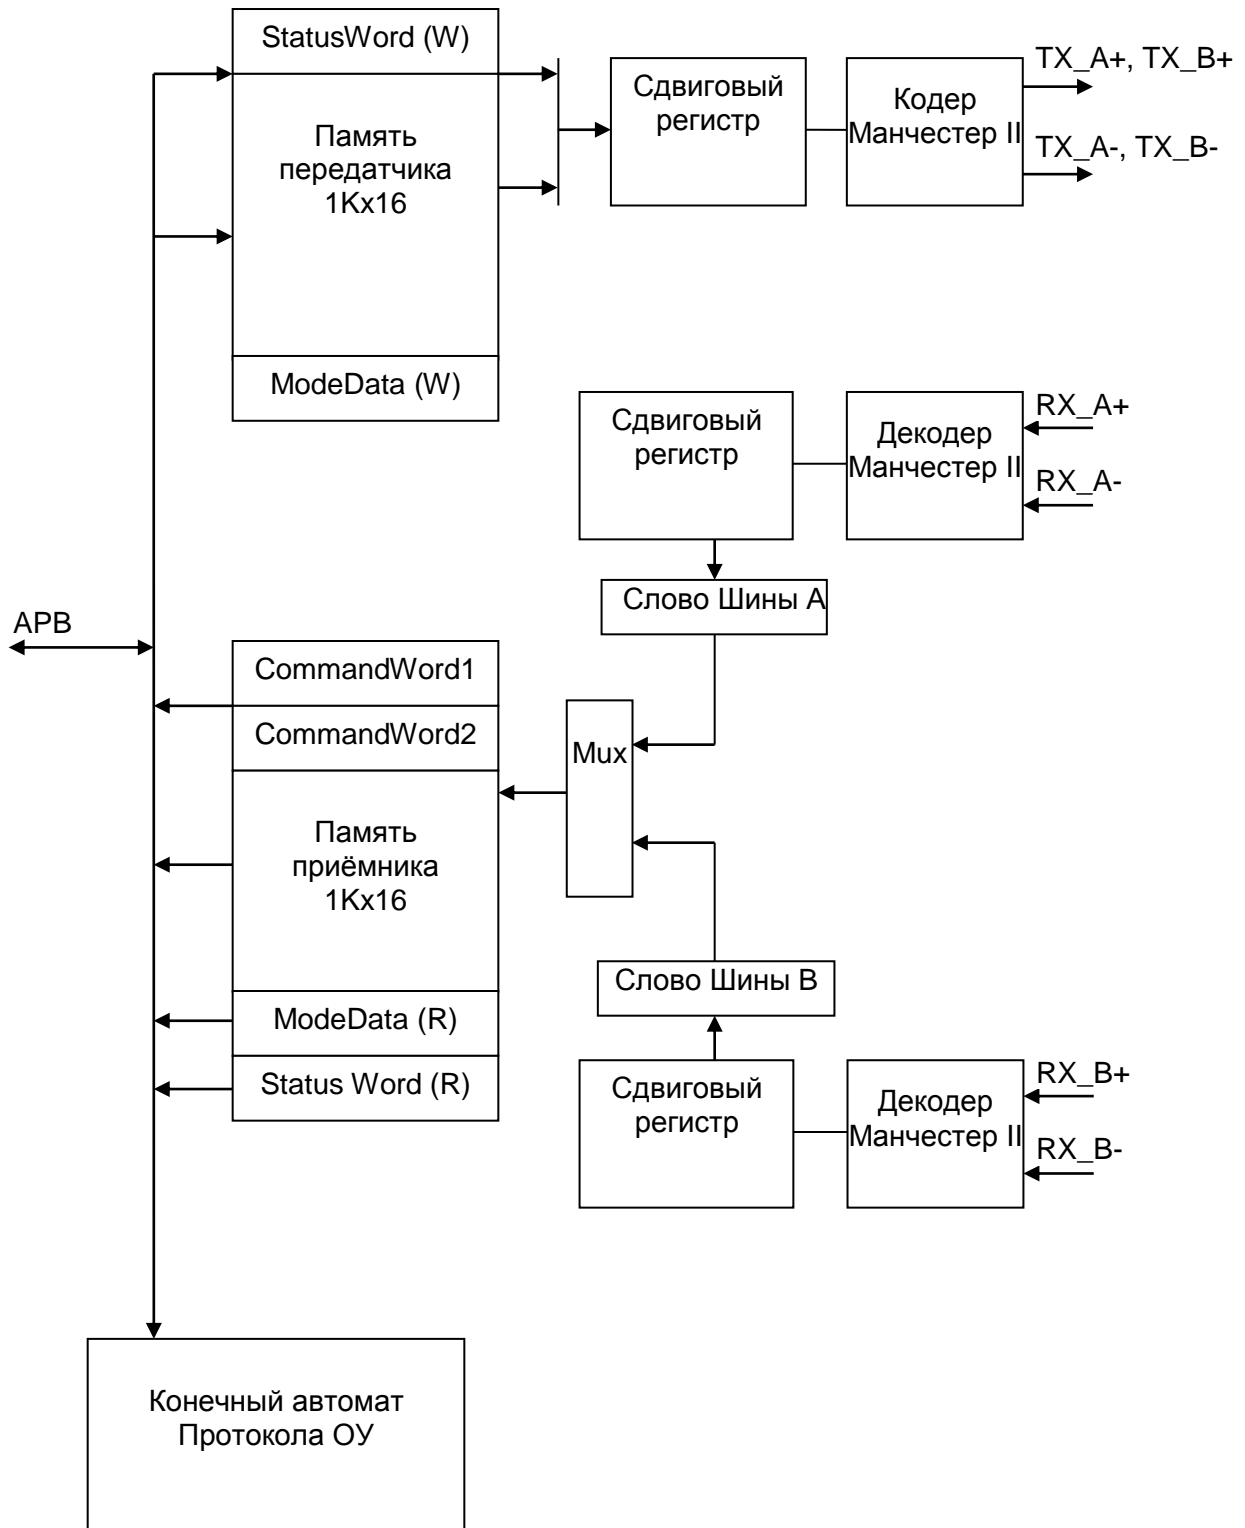 StatusWord (W)
Память
передатчика
1Kx16
ModeData (W)
Сдвиговый
регистр
Кодер
Манчестер II
TX_A+, TX_B+
TX_A-, TX_B-
Сдвиговый
регистр
Декодер
Манчестер II
RX_A+
RX_A-
Слово Шины А
APB
CommandWord1
CommandWord2
Память
приёмника
1Kx16
ModeData (R)
Status Word (R)
Mux
Слово Шины В
Сдвиговый
регистр
Декодер
Манчестер II
RX_B+
RX_B-
Конечный автомат
Протокола ОУ